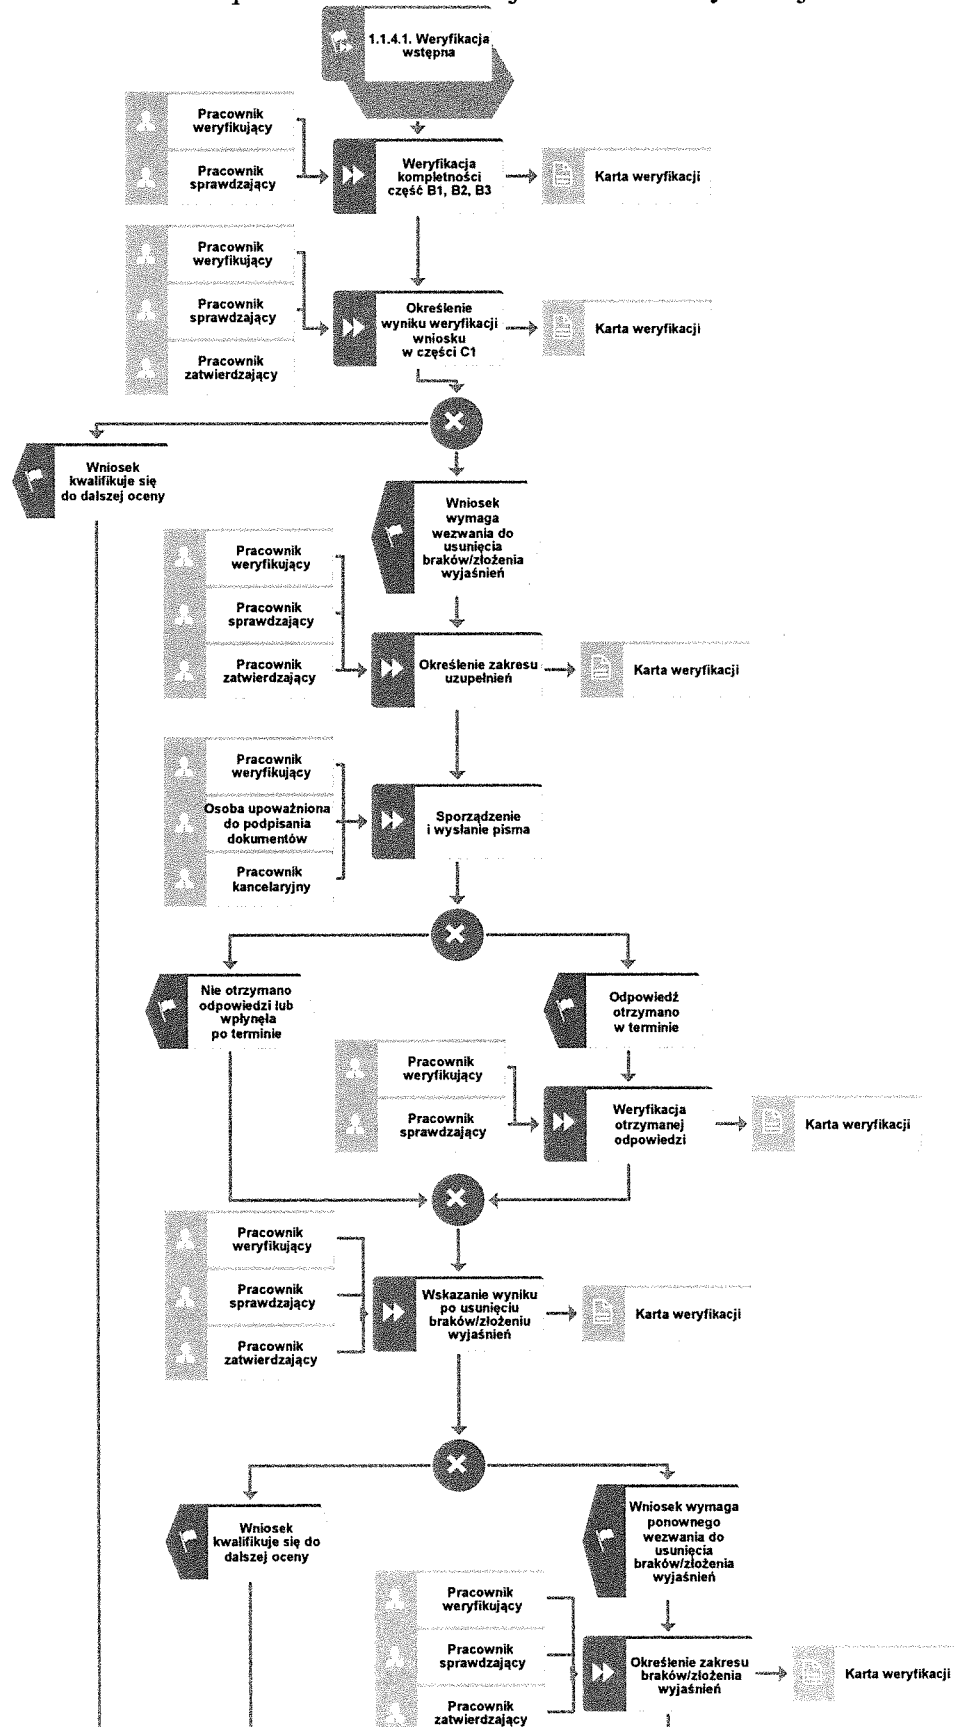 1.1.4.1. Weryfikacja
wstępna
Pracownik
weryfikujący
Pracownik
sprawdzający
Weryfikacja
kompletności
część B1, B2, B3
Karta weryfikacji
Pracownik
weryfikujący
Pracownik
sprawdzający
Pracownik
zatwierdzający
Określenie
wyniku weryfikacji
wniosku
w części C1
Karta weryfikacji
Wniosek
kwalifikuje się
do dalszej oceny
Wniosek
wymaga
wezwania do
usunięcia
braków/złożenia
wyjaśnień
Pracownik
weryfikujący
Pracownik
sprawdzający
Pracownik
zatwierdzający
Określenie zakresu
uzupełnień
Karta weryfikacji
Pracownik
weryfikujący
Osoba upoważniona
do podpisania
dokumentów
Pracownik
kancelaryjny
Sporządzenie
i wysłanie pisma
Nie otrzymano
odpowiedzi lub
wpłynęła
po terminie
Odpowiedź
otrzymano
w terminie
Pracownik
weryfikujący
Pracownik
sprawdzający
Weryfikacja
otrzymanej
odpowiedzi
Karta weryfikacji
Pracownik
weryfikujący
Pracownik
sprawdzający
Pracownik
zatwierdzający
Wskazanie wyniku
po usunięciu
braków/złożeniu
wyjaśnień
Karta weryfikacji
Wniosek
kwalifikuje się do
dalszej oceny
Wniosek wymaga
ponownego
wezwania do
usunięcia
braków/złożenia
wyjaśnień
Pracownik
weryfikujący
Pracownik
sprawdzający
Pracownik
zatwierdzający
Określenie zakresu
braków/złożenia
wyjaśnień
Karta weryfikacji